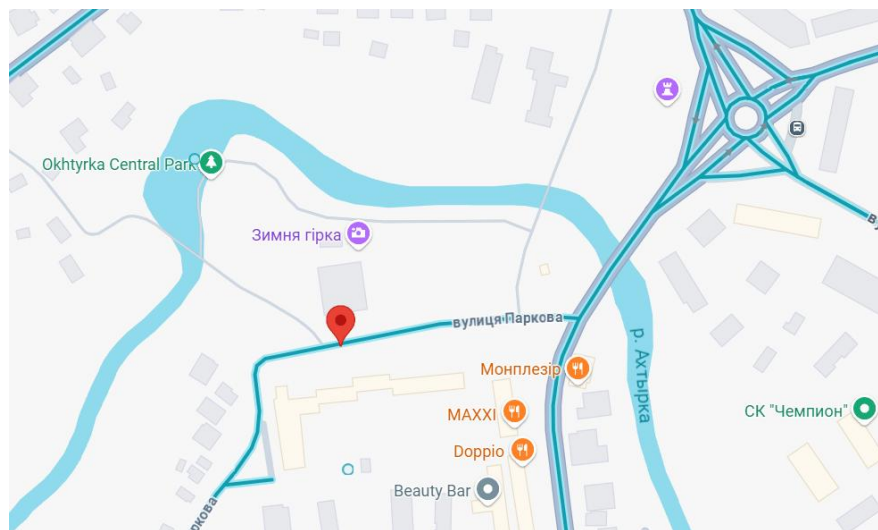 Okhtyrka Central Park
Зимня гірка
вулиця Паркова
Монплезір
MAXXI
р. Ахтырка
СК "Чемпион"
Doppio
Beauty Bar